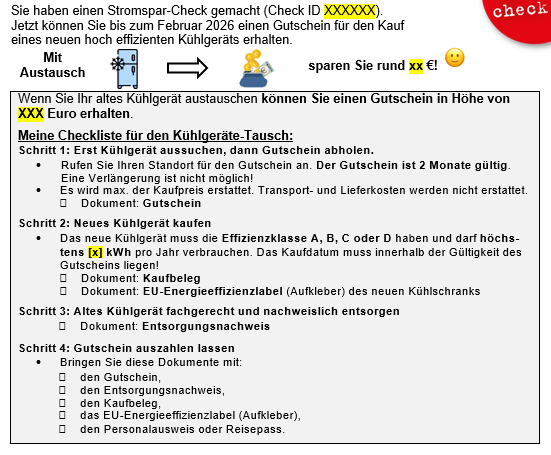 Sie haben einen Stromspar-Check gemacht (Check ID XXXXXX).
Jetzt können Sie bis zum Februar 2026 einen Gutschein für den Kauf
eines neuen hoch effizienten Kühlgeräts erhalten.
check
Mit
Austausch
sparen Sie rund xx €!
Wenn Sie Ihr altes Kühlgerät austauschen können Sie einen Gutschein in Höhe von
XXX Euro erhalten.
Meine Checkliste für den Kühlgeräte-Tausch:
Schritt 1: Erst Kühlgerät aussuchen, dann Gutschein abholen.
• Rufen Sie Ihren Standort für den Gutschein an. Der Gutschein ist 2 Monate gültig.
Eine Verlängerung ist nicht möglich!
• Es wird max. der Kaufpreis erstattet. Transport- und Lieferkosten werden nicht erstattet.
Dokument: Gutschein
Schritt 2: Neues Kühlgerät kaufen
• Das neue Kühlgerät muss die Effizienzklasse A, B, C oder D haben und darf höchs-
tens [x] kWh pro Jahr verbrauchen. Das Kaufdatum muss innerhalb der Gültigkeit des
Gutscheins liegen!
Dokument: Kaufbeleg
Dokument: EU-Energieeffizienzlabel (Aufkleber) des neuen Kühlschranks
Schritt 3: Altes Kühlgerät fachgerecht und nachweislich entsorgen
Dokument: Entsorgungsnachweis
Schritt 4: Gutschein auszahlen lassen
• Bringen Sie diese Dokumente mit:
den Gutschein,
den Entsorgungsnachweis,
den Kaufbeleg,
das EU-Energieeffizienzlabel (Aufkleber),
den Personalausweis oder Reisepass.